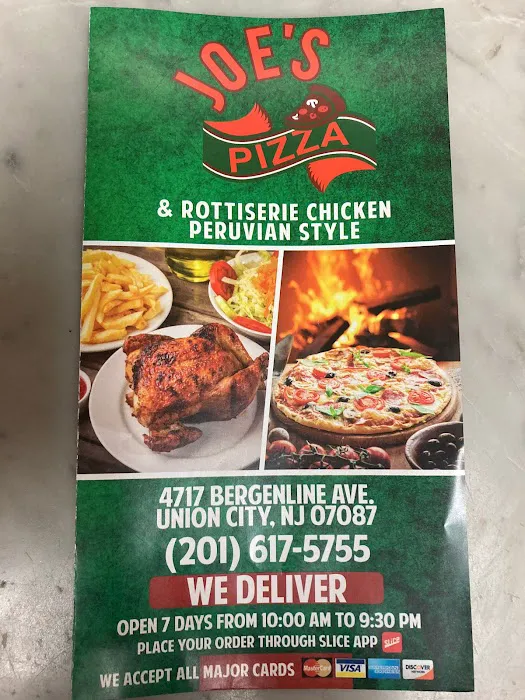 JOE'S
PIZZA
& ROTTISERIE CHICKEN
PERUVIAN STYLE
4717 BERGENLINE AVE.
UNION CITY, NJ 07087
(201) 617-5755
WE DELIVER
OPEN 7 DAYS FROM 10:00 AM TO 9:30 PM
PLACE YOUR ORDER THROUGH SLICE APP SLICE
WE ACCEPT ALL MAJOR CARDS MasterCard VISA AMERICAN EXPRESS DISCOVER